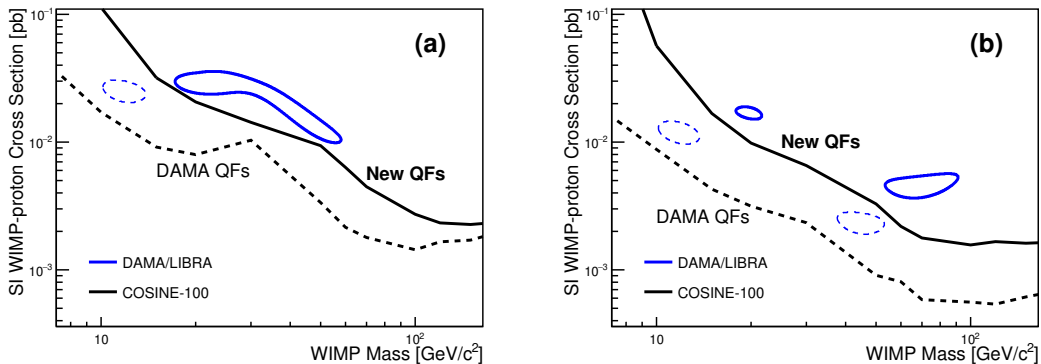 SI WIMP-proton Cross Section [pb]
10⁻¹
10⁻²
10⁻³
(a)
DAMA QFs
New QFs
DAMA/LIBRA
COSINE-100
10
10²
WIMP Mass [GeV/c²]
SI WIMP-proton Cross Section [pb]
10⁻¹
10⁻²
10⁻³
(b)
New QFs
DAMA QFs
DAMA/LIBRA
COSINE-100
10
10²
WIMP Mass [GeV/c²]